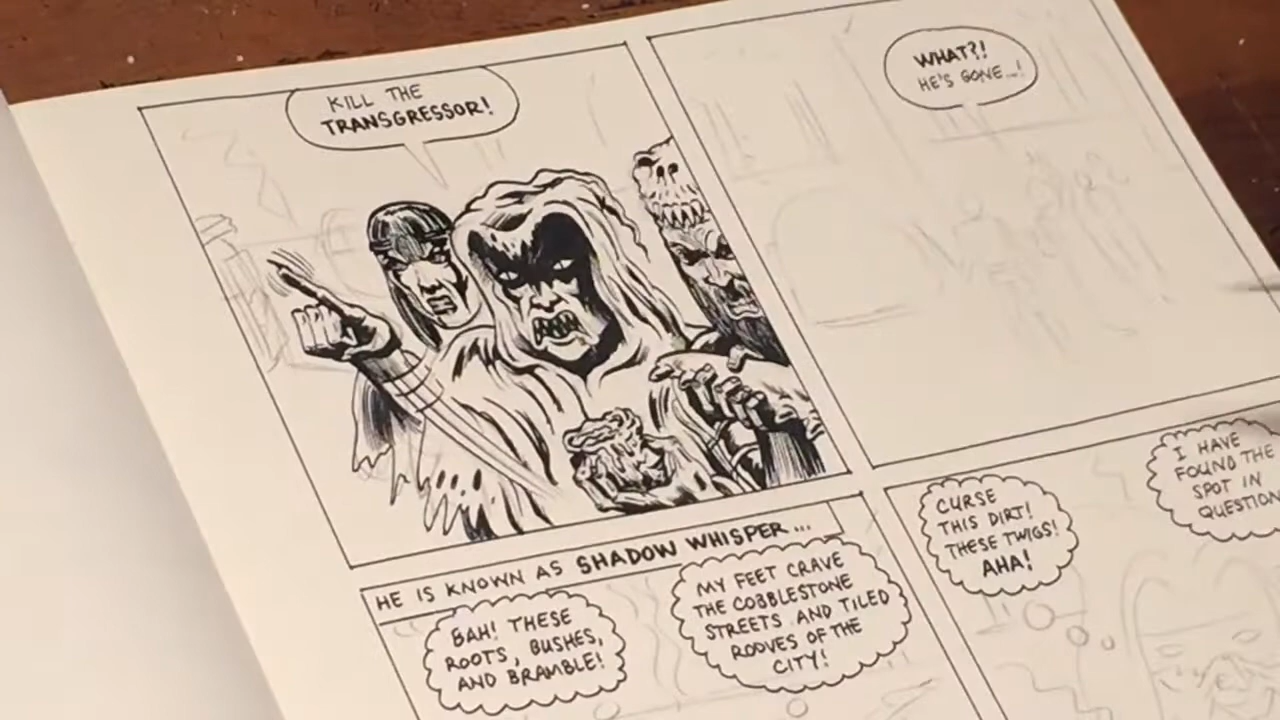 KILL THE
TRANSGRESSOR!
WHAT?!
HE'S GONE...!
HE IS KNOWN AS SHADOW WHISPER...
BAH! THESE
ROOTS, BUSHES,
AND BRAMBLE!
MY FEET CRAVE
THE COBBLESTONE
STREETS AND TILED
ROOVES OF THE
CITY!
CURSE
THIS DIRT!
THESE TWIGS!
AHA!
I HAVE
FOUND THE
SPOT IN
QUESTION